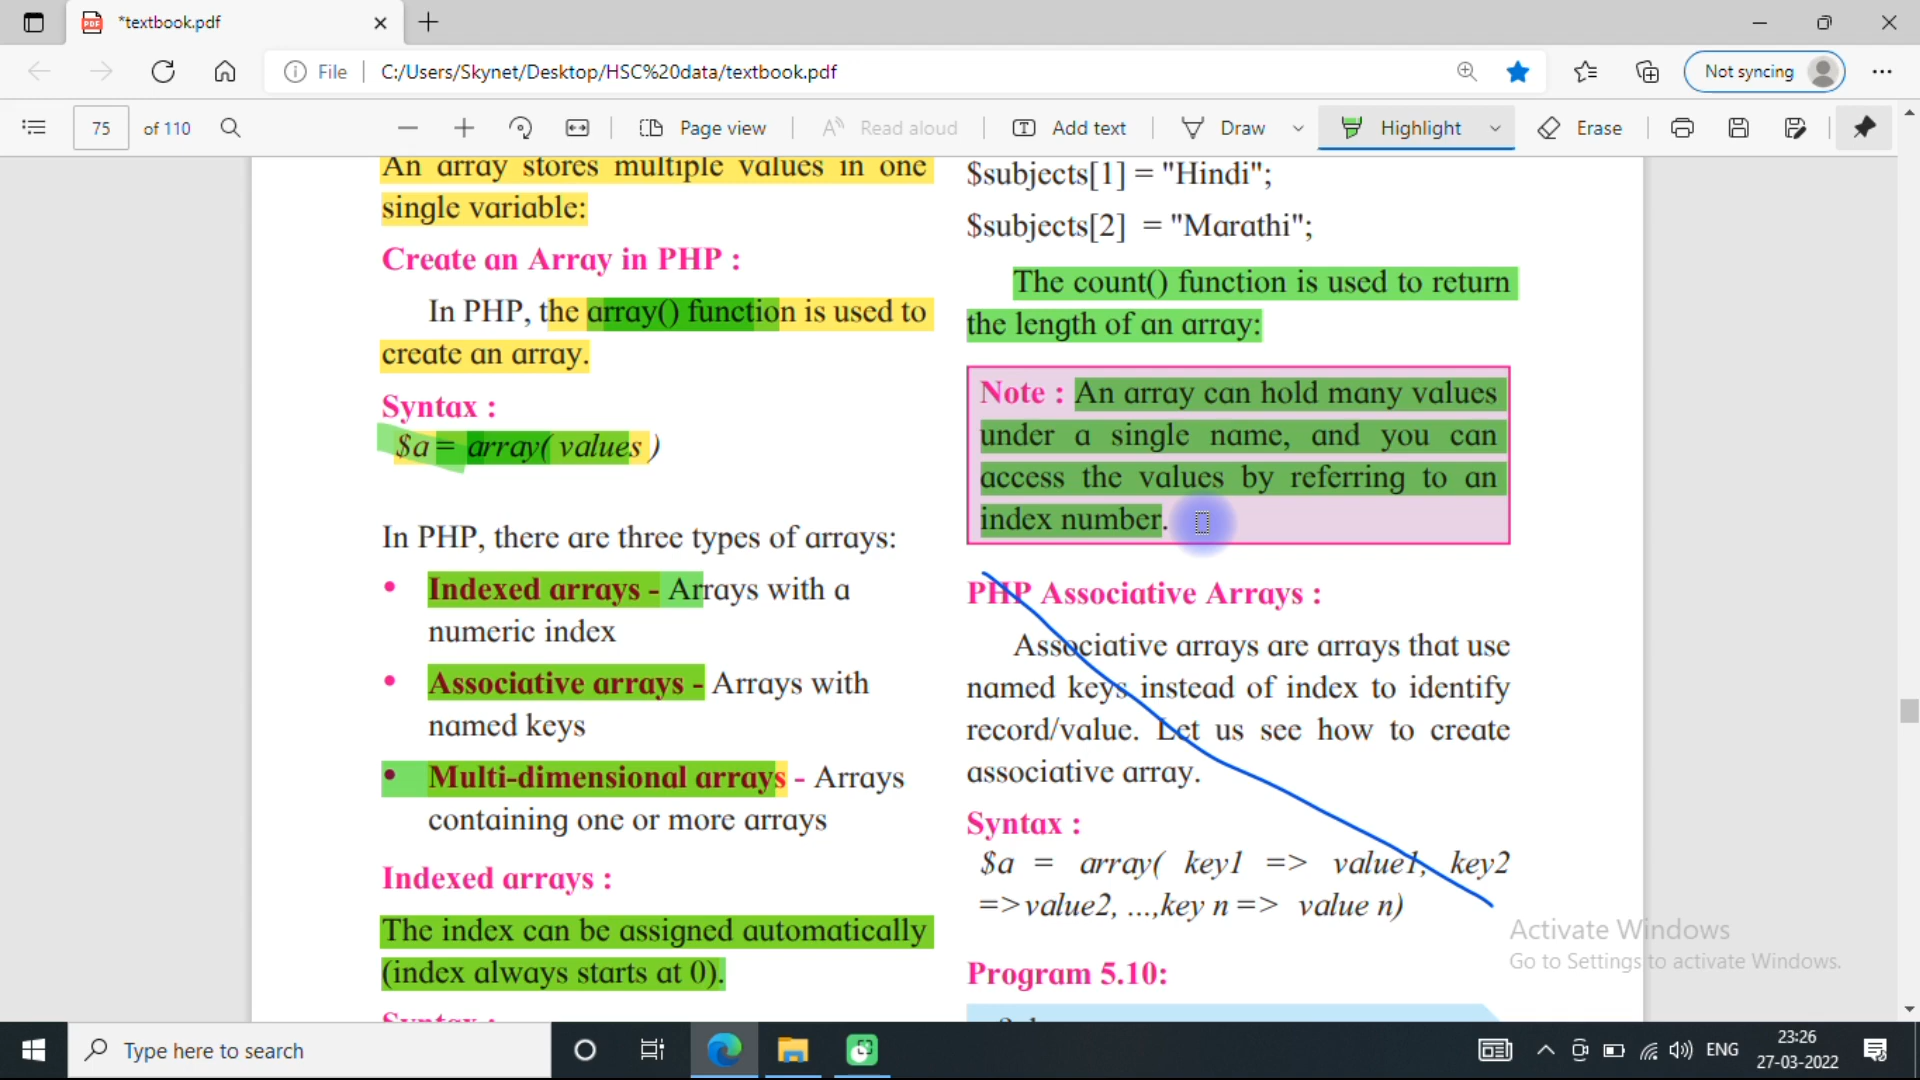 *textbook.pdf
File
C:/Users/Skynet/Desktop/HSC%20data/textbook.pdf
Not syncing
75 of 110
Page view
Read aloud
Add text
Draw
Highlight
Erase
An array stores multiple values in one
single variable:
Create an Array in PHP :
In PHP, the array() function is used to
create an array.
Syntax :
$a = array( values )
In PHP, there are three types of arrays:
• Indexed arrays - Arrays with a
numeric index
• Associative arrays - Arrays with
named keys
• Multi-dimensional arrays - Arrays
containing one or more arrays
Indexed arrays :
The index can be assigned automatically
(index always starts at 0).
Syntax :
$subjects[1] = "Hindi";
$subjects[2] = "Marathi";
The count() function is used to return
the length of an array:
Note : An array can hold many values
under a single name, and you can
access the values by referring to an
index number.
PHP Associative Arrays :
Associative arrays are arrays that use
named keys instead of index to identify
record/value. Let us see how to create
associative array.
Syntax :
$a = array( key1 => value1, key2
=>value2, ...,key n => value n)
Program 5.10:
Activate Windows
Go to Settings to activate Windows.
Type here to search
ENG
23:26
27-03-2022